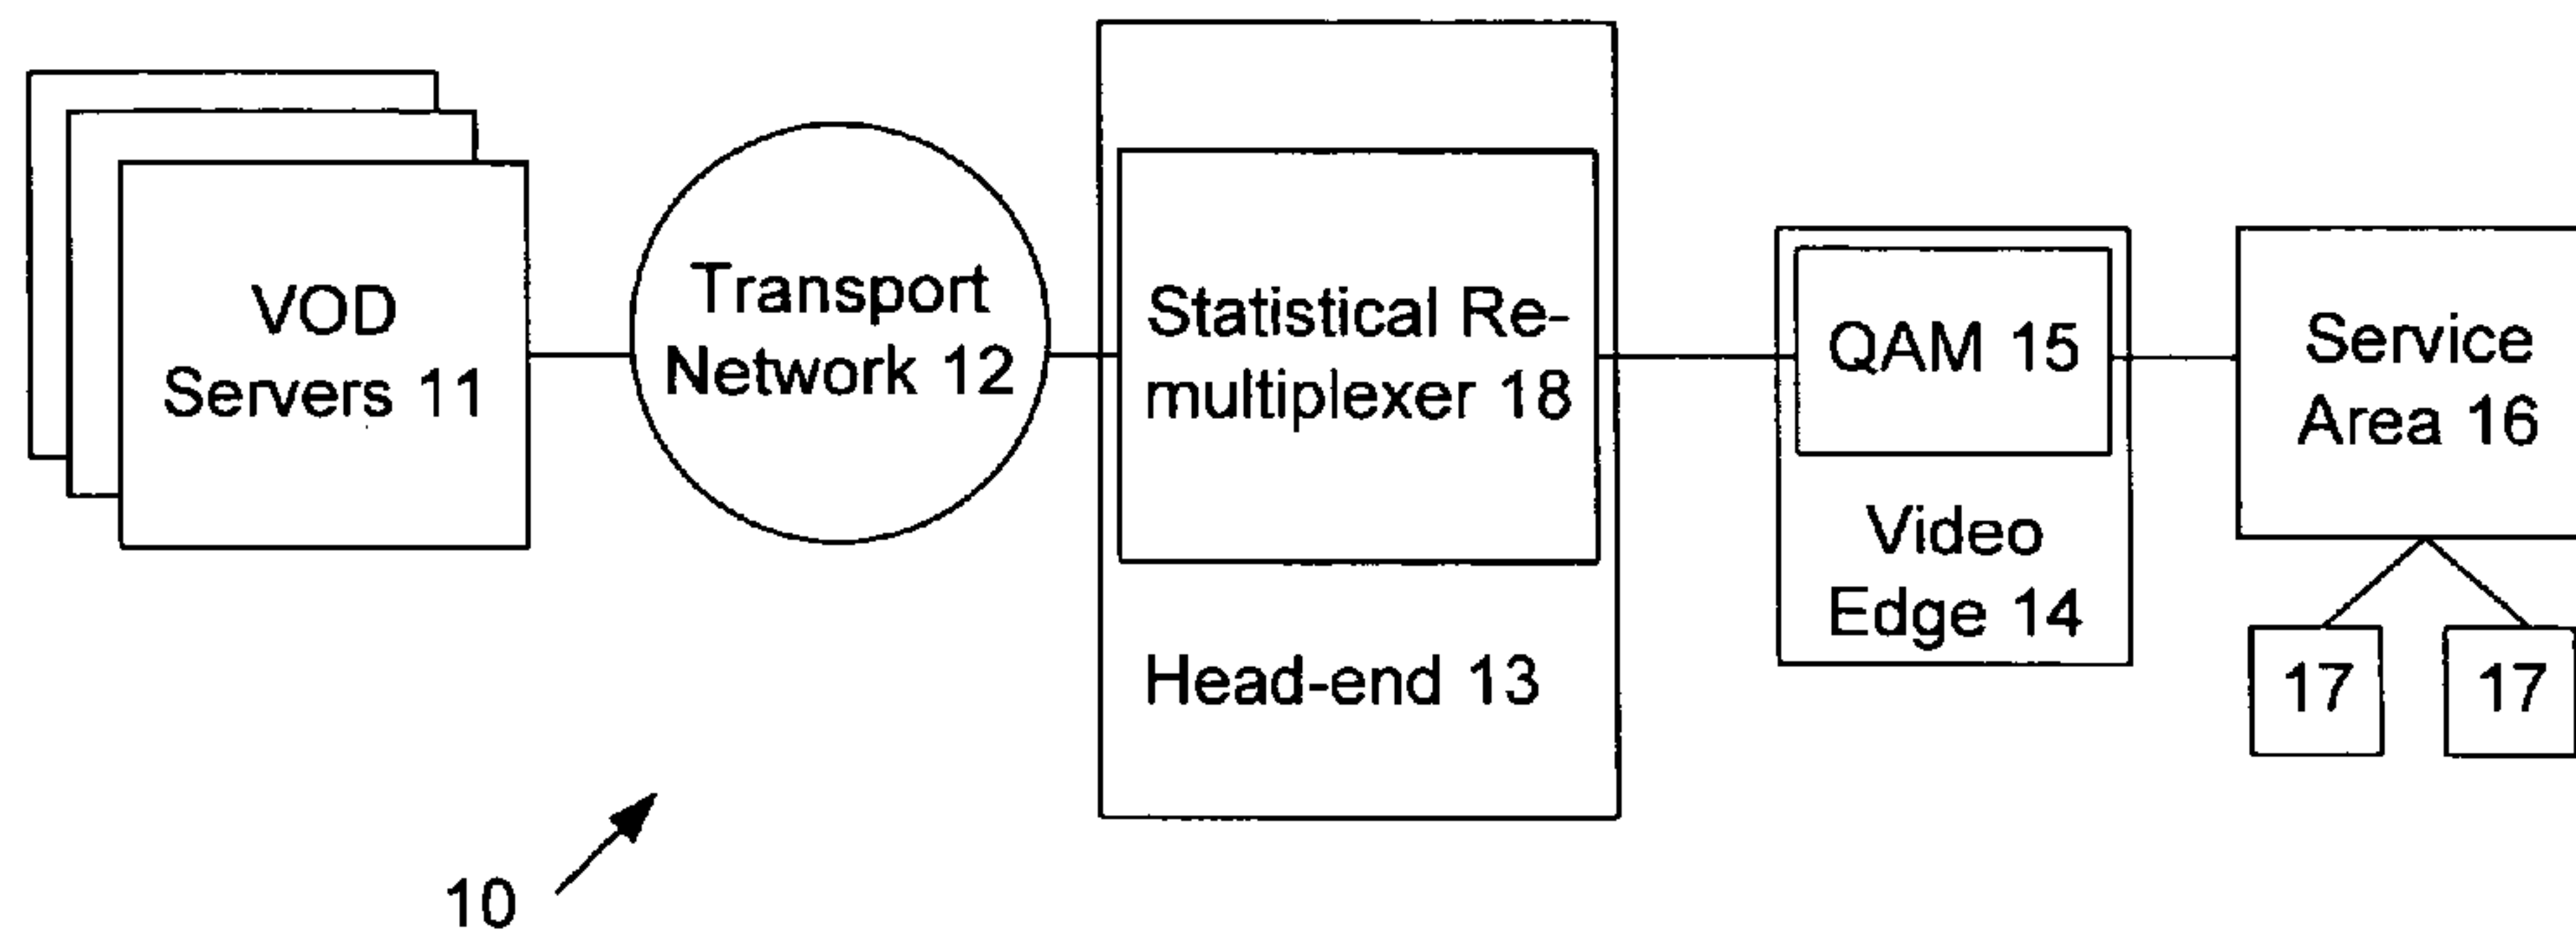 VOD
Servers 11
Transport
Network 12
Statistical Re-
multiplexer 18
Head-end 13
QAM 15
Video
Edge 14
Service
Area 16
17
17
10